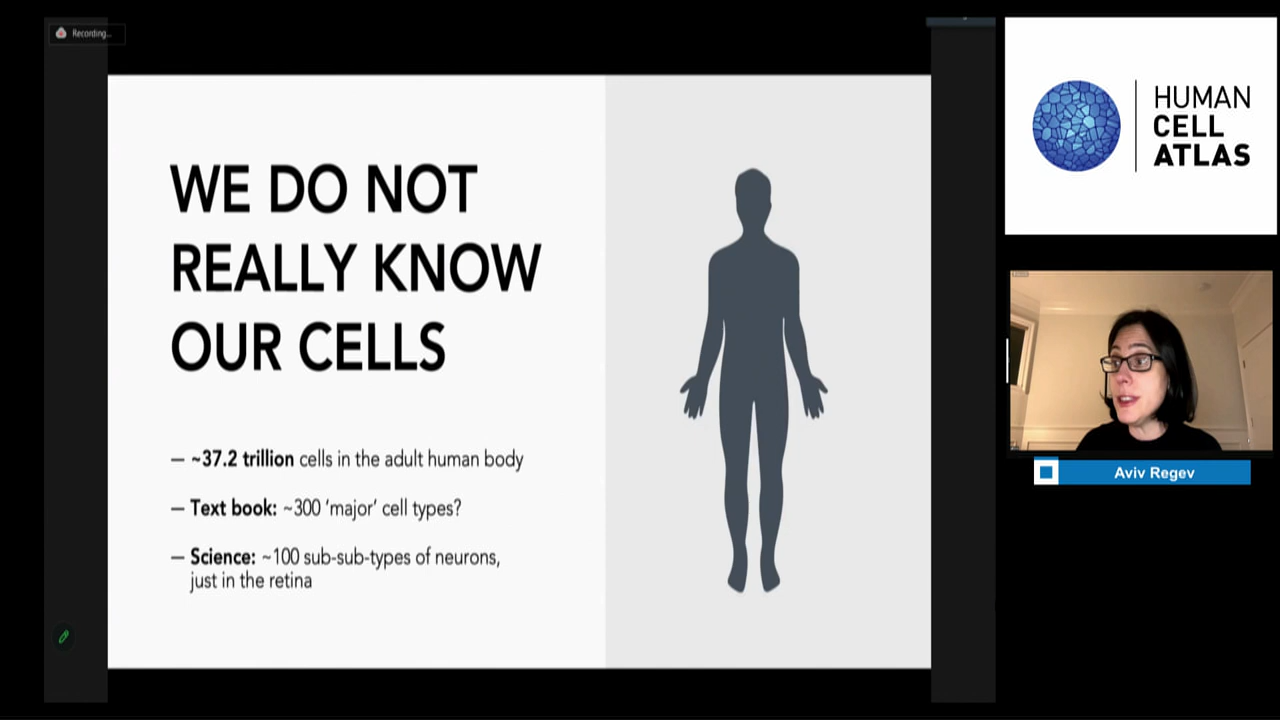 Recording...
WE DO NOT
REALLY KNOW
OUR CELLS
— ~37.2 trillion cells in the adult human body
— Text book: ~300 ‘major’ cell types?
— Science: ~100 sub-sub-types of neurons,
just in the retina
HUMAN
CELL
ATLAS
Aviv Regev